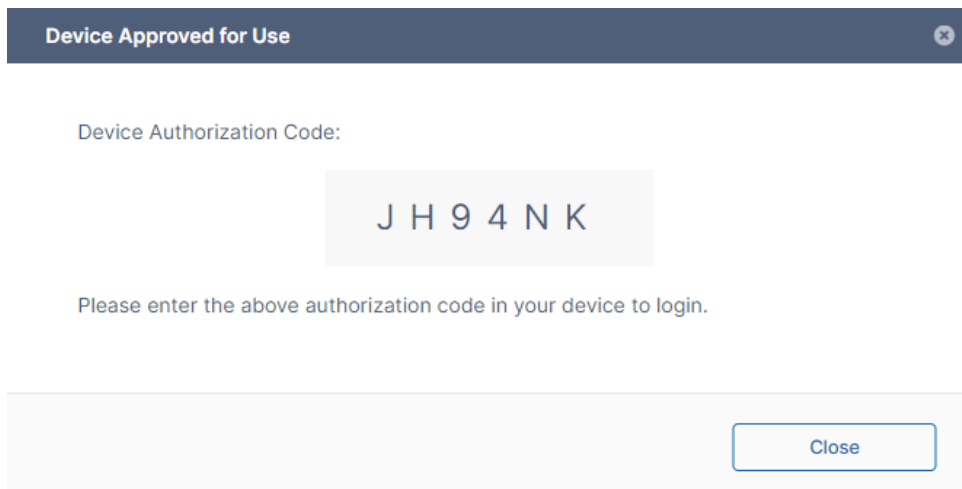 Device Approved for Use
Device Authorization Code:
J H 9 4 N K
Please enter the above authorization code in your device to login.
Close